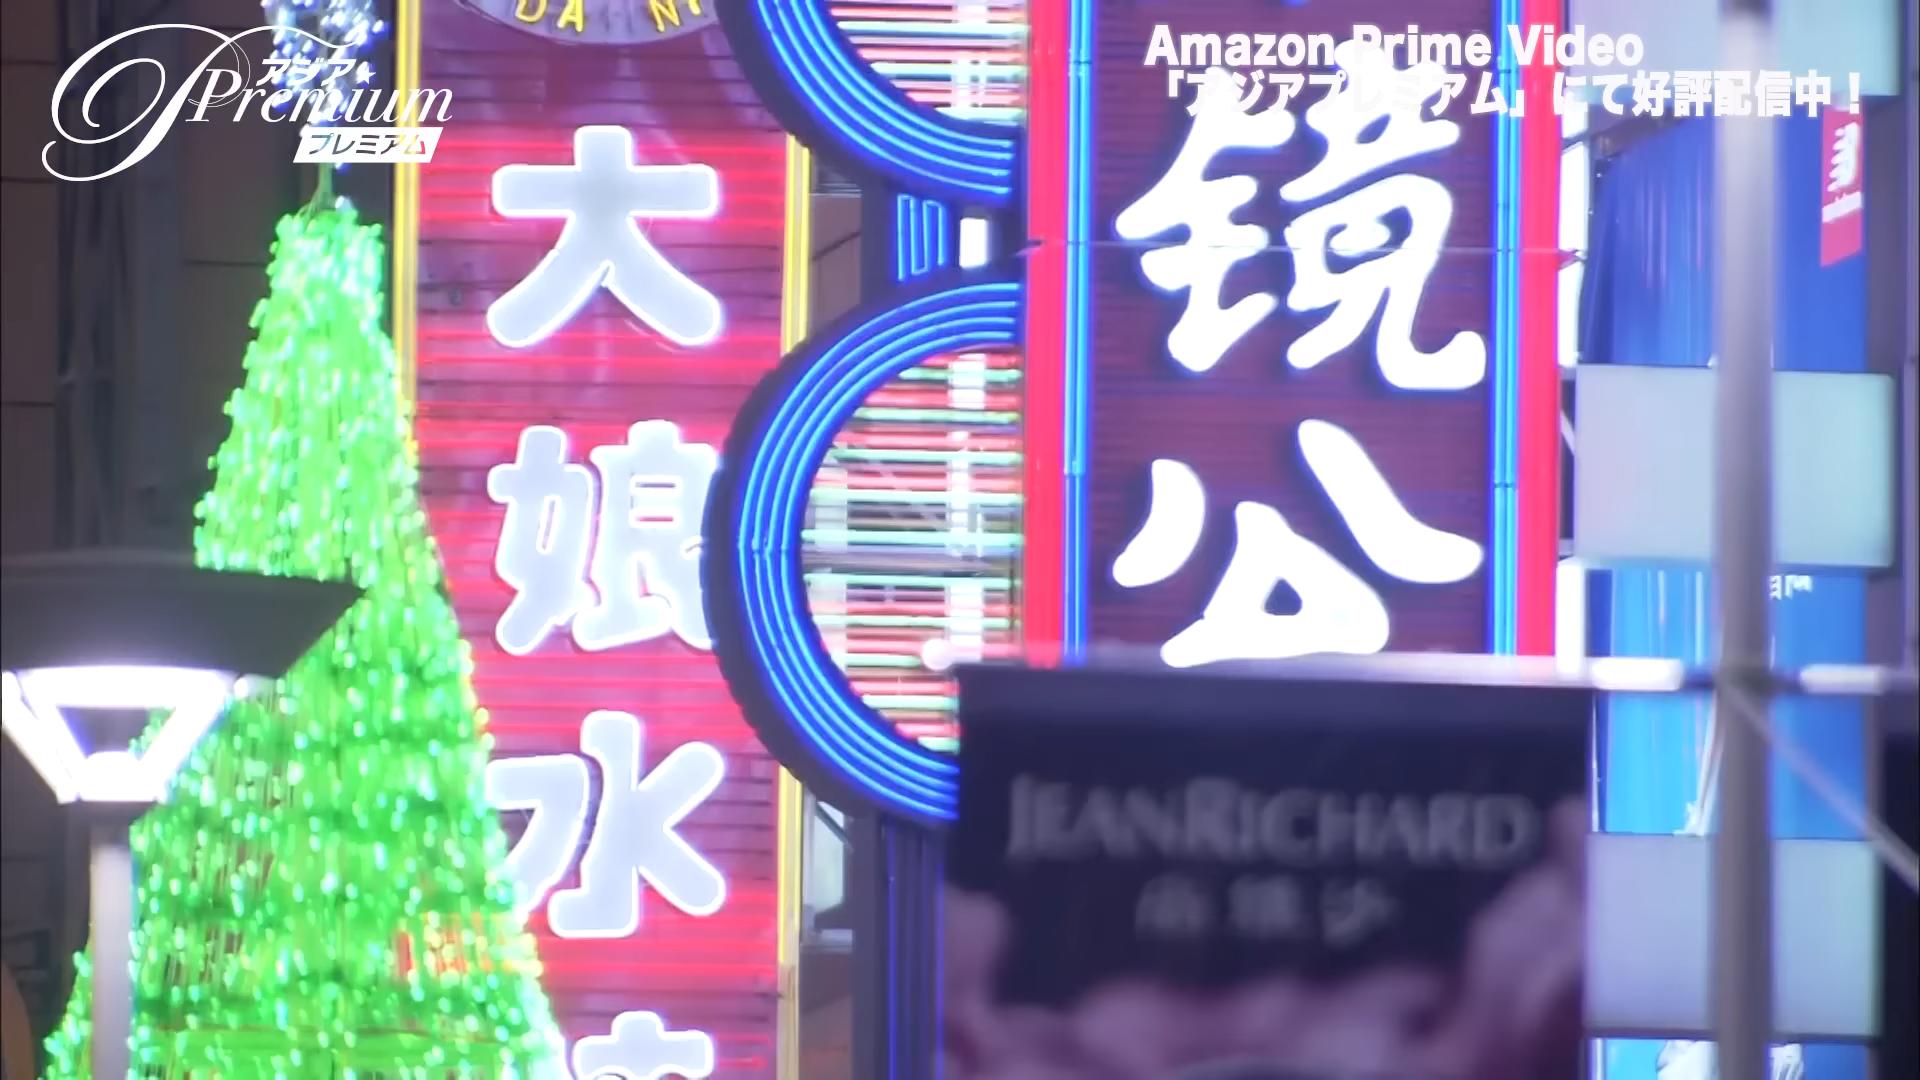 アジア★
Premium
プレミアム
Amazon Prime Video
「アジアプレミアム」にて好評配信中!
DA N
大
娘
水
镜
公
JEANRICHARD